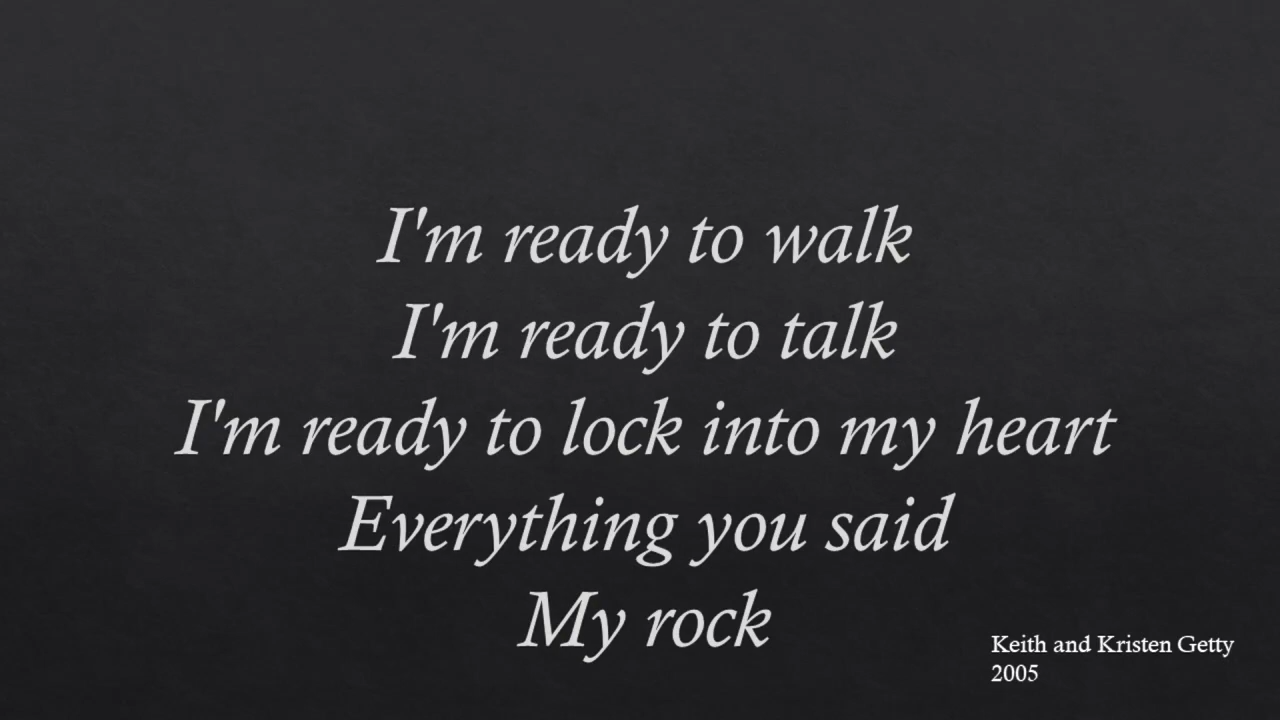 I'm ready to walk
I'm ready to talk
I'm ready to lock into my heart
Everything you said
My rock
Keith and Kristen Getty
2005